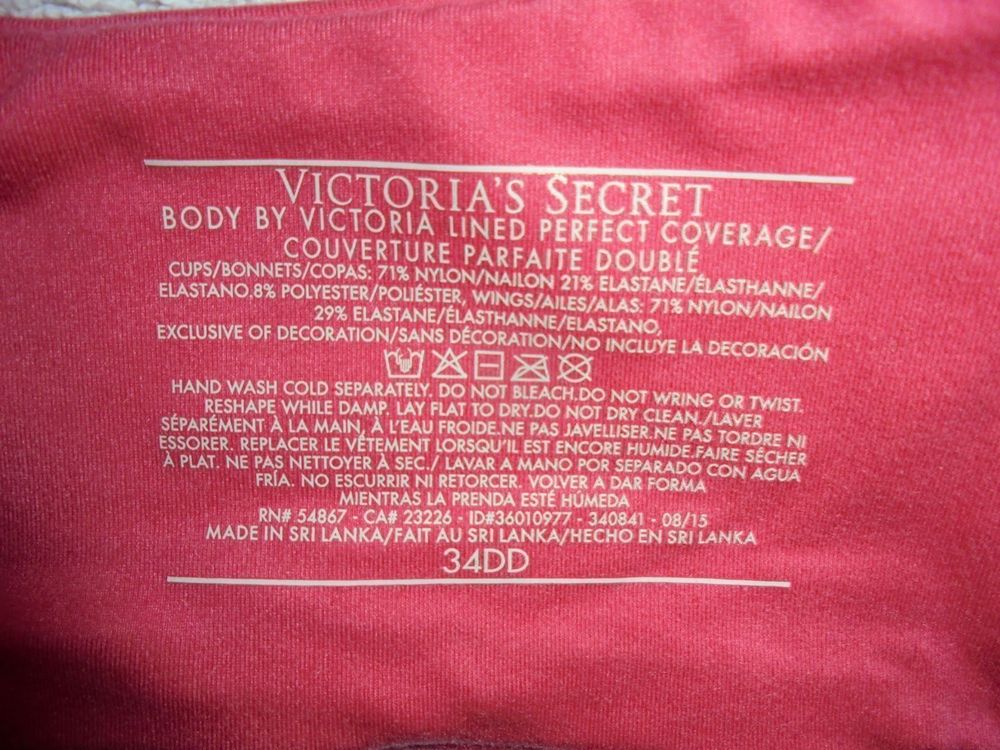 VICTORIA'S SECRET
BODY BY VICTORIA LINED PERFECT COVERAGE/
COUVERTURE PARFAITE DOUBLÉ
CUPS/BONNETS/COPAS: 71% NYLON/NAILON 21% ELASTANE/ÉLASTHANNE/
ELASTANO.8% POLYESTER/POLIÉSTER, WINGS/AILES/ALAS: 71% NYLON/NAILON
29% ELASTANE/ÉLASTHANNE/ELASTANO,
EXCLUSIVE OF DECORATION/SANS DÉCORATION/NO INCLUYE LA DECORACIÓN
HAND WASH COLD SEPARATELY. DO NOT BLEACH.DO NOT WRING OR TWIST.
RESHAPE WHILE DAMP. LAY FLAT TO DRY.DO NOT DRY CLEAN./LAVER
SÉPARÉMENT À LA MAIN, À L'EAU FROIDE.NE PAS JAVELLISER.NE PAS TORDRE NI
ESSORER. REPLACER LE VÊTEMENT LORSQU'IL EST ENCORE HUMIDE.FAIRE SÉCHER
À PLAT. NE PAS NETTOYER À SEC./ LAVAR A MANO POR SEPARADO CON AGUA
FRÍA. NO ESCURRIR NI RETORCER. VOLVER A DAR FORMA
MIENTRAS LA PRENDA ESTÉ HÚMEDA
RN# 54867 - CA# 23226 - ID#36010977 - 340841 - 08/15
MADE IN SRI LANKA/FAIT AU SRI LANKA/HECHO EN SRI LANKA
34DD